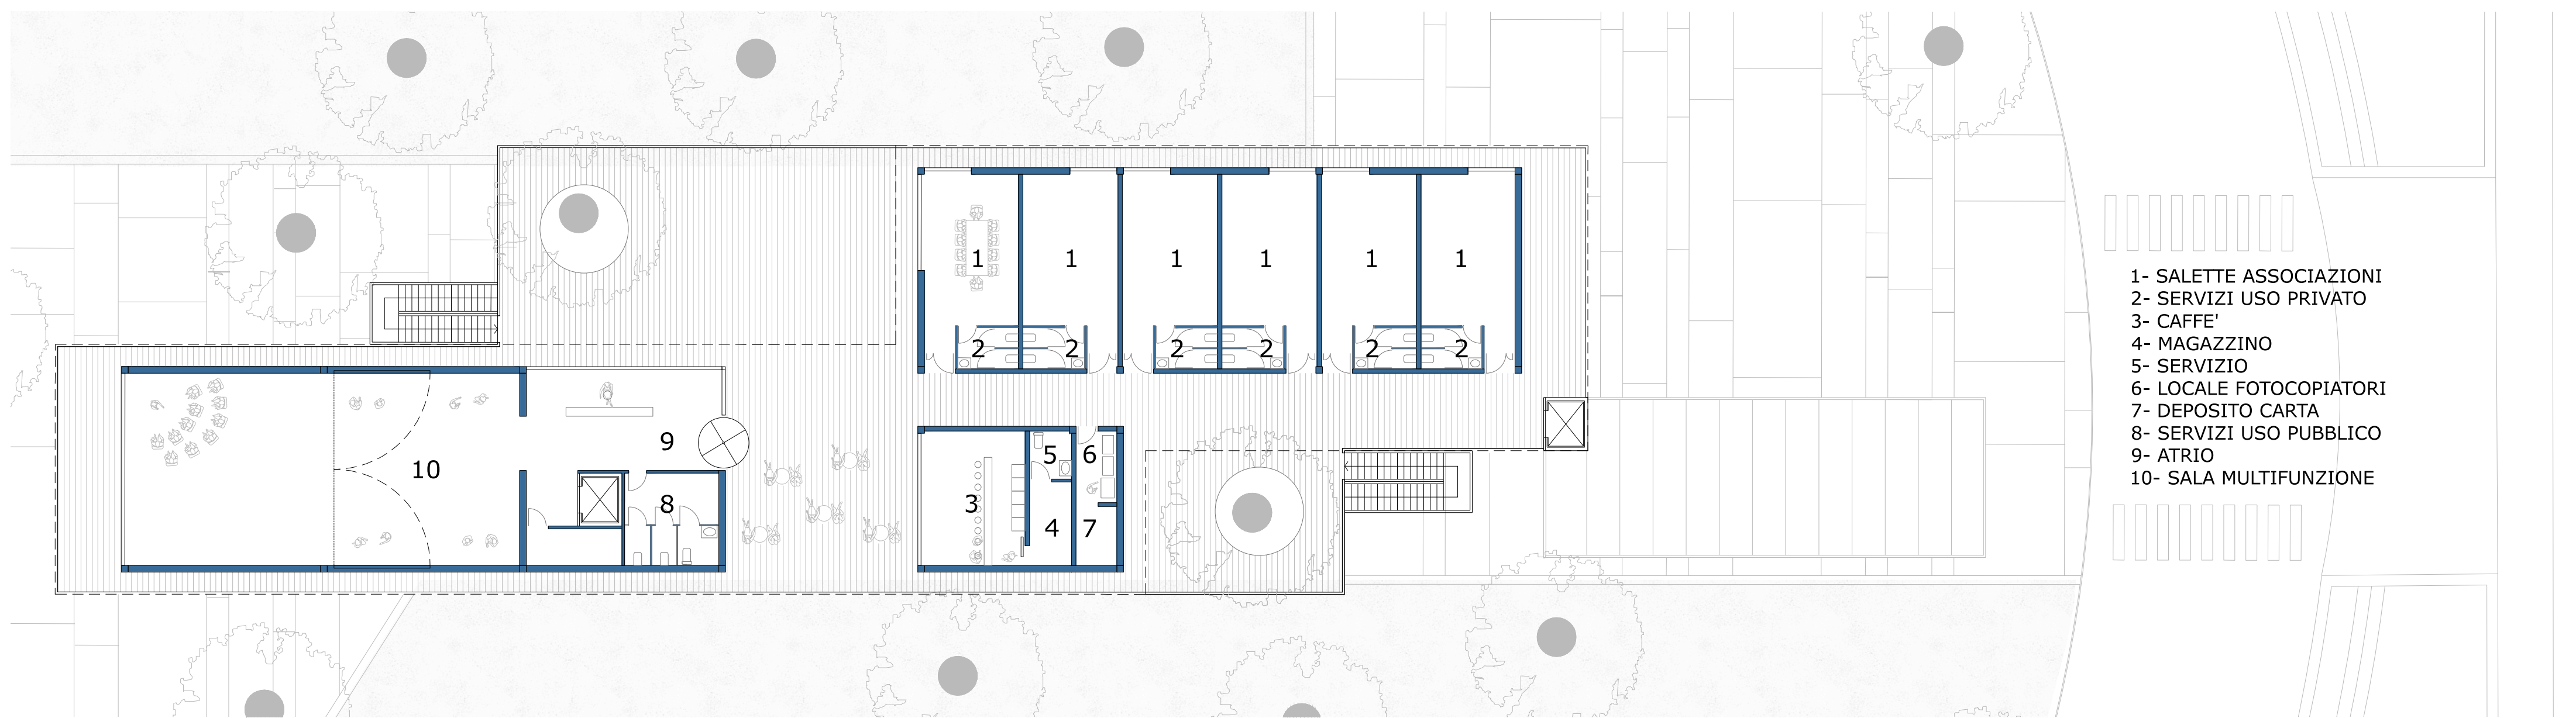 1 1 1 1 1 1
2 2 2 2 2 2
9
10
8
3
5
6
4
7
1- SALETTE ASSOCIAZIONI
2- SERVIZI USO PRIVATO
3- CAFFE'
4- MAGAZZINO
5- SERVIZIO
6- LOCALE FOTOCOPIATORI
7- DEPOSITO CARTA
8- SERVIZI USO PUBBLICO
9- ATRIO
10- SALA MULTIFUNZIONE